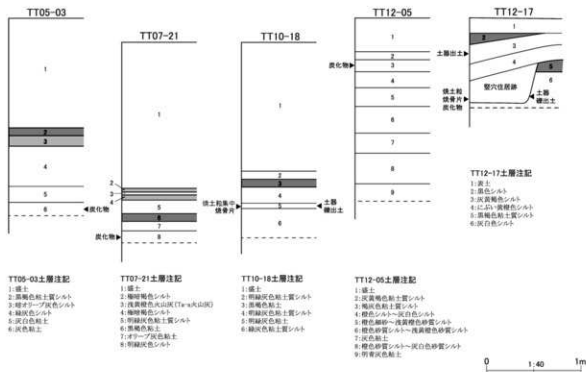 TT05-03
1
2
3
4
5
6
炭化物
TT05-03土層注記
1:盛土
2:黒褐色粘土質シルト
3:暗オリーブ灰色シルト
4:緑灰色シルト
5:灰白色粘土
6:灰色粘土
TT07-21
1
2
3
4
5
6
7
8
炭化物
TT07-21土層注記
1:盛土
2:極暗褐色シルト
3:浅黄橙色火山灰(Ta-a火山灰)
4:極暗褐色シルト
5:明緑灰色粘土質シルト
6:黒褐色粘土
7:オリーブ灰色粘土
8:明緑灰色シルト
TT10-18
1
2
3
4
5
6
焼土粒集中
焼骨片
土器
礫出土
TT10-18土層注記
1:盛土
2:明緑灰色粘土質シルト
3:黒褐色粘土
4:明緑灰色粘土質シルト
5:明緑灰色粘土質シルト
6:緑灰色粘土質シルト
TT12-05
1
2
3
4
5
6
7
8
9
炭化物
TT12-05土層注記
1:盛土
2:灰黄褐色粘土質シルト
3:褐灰色粘土質シルト
4:橙色シルト～灰白色シルト
5:橙色細砂～浅黄橙色砂質シルト
6:橙色砂質シルト～浅黄橙色砂質シルト
7:灰色粘土
8:橙色砂質シルト～灰白色砂質シルト
9:明青灰色粘土
TT12-17
1
2
3
4
5
6
土器出土
竪穴住居跡
焼土粒
焼骨片
炭化物
土器
礫出土
TT12-17土層注記
1:表土
2:黒色シルト
3:灰黄褐色シルト
4:にぶい黄橙色シルト
5:黒褐色粘土質シルト
6:灰白色シルト
0 1:40 1m